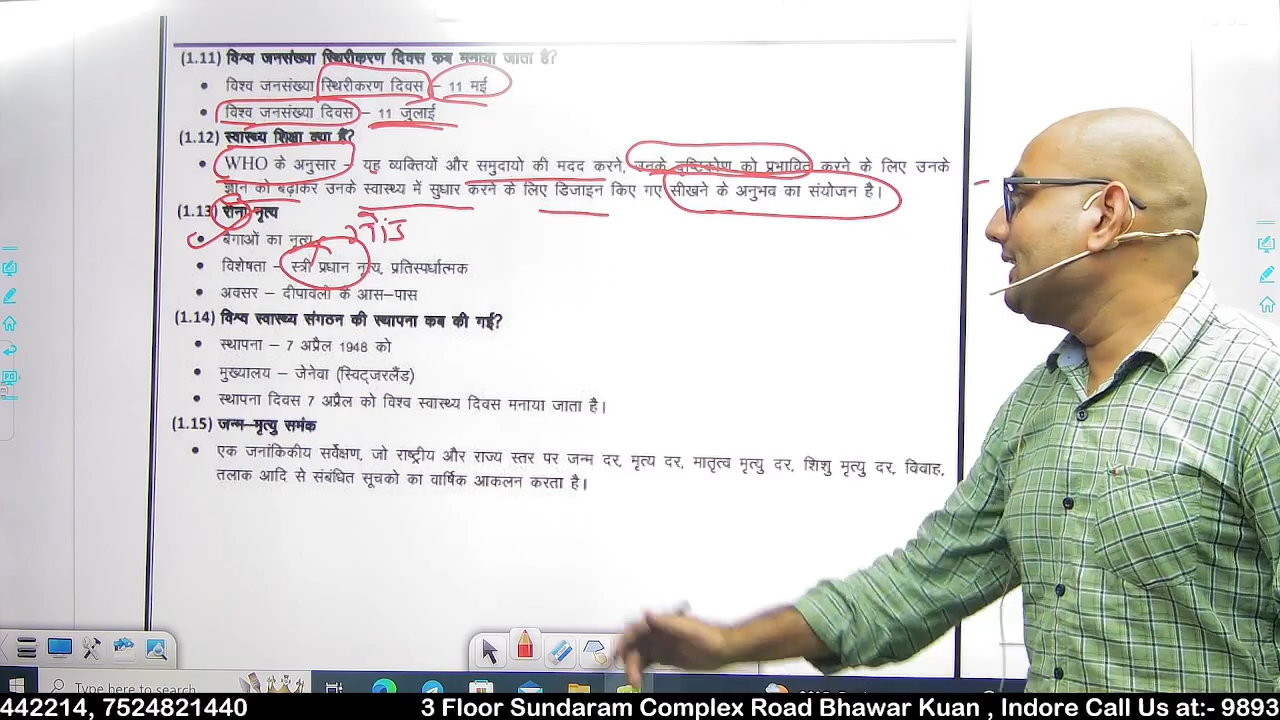 (1.11) विश्व जनसंख्या स्थिरीकरण दिवस कब मनाया जाता है?
• विश्व जनसंख्या स्थिरीकरण दिवस – 11 मई
• विश्व जनसंख्या दिवस – 11 जुलाई
(1.12) स्वास्थ्य शिक्षा क्या हैं?
• WHO के अनुसार – यह व्यक्तियों और समुदायो की मदद करने, उनके दृष्टिकोण को प्रभावित करने के लिए उनके
ज्ञान को बढ़ाकर उनके स्वास्थ्य में सुधार करने के लिए डिजाइन किए गए सीखने के अनुभव का संयोजन है।
(1.13) रीना नृत्य
• बैगाओं का नृत्य
• विशेषता – स्त्री प्रधान नृत्य, प्रतिस्पर्धात्मक
• अवसर – दीपावली के आस–पास
(1.14) विश्व स्वास्थ्य संगठन की स्थापना कब की गई?
• स्थापना – 7 अप्रैल 1948 को
• मुख्यालय – जेनेवा (स्विट्जरलैंड)
• स्थापना दिवस 7 अप्रैल को विश्व स्वास्थ्य दिवस मनाया जाता है।
(1.15) जन्म–मृत्यु समंक
• एक जनांकिकीय सर्वेक्षण, जो राष्ट्रीय और राज्य स्तर पर जन्म दर, मृत्य दर, मातृत्व मृत्यु दर, शिशु मृत्यु दर, विवाह,
तलाक आदि से संबंधित सूचको का वार्षिक आकलन करता है।
Type here to search
442214, 7524821440 3 Floor Sundaram Complex Road Bhawar Kuan , Indore Call Us at:- 9893